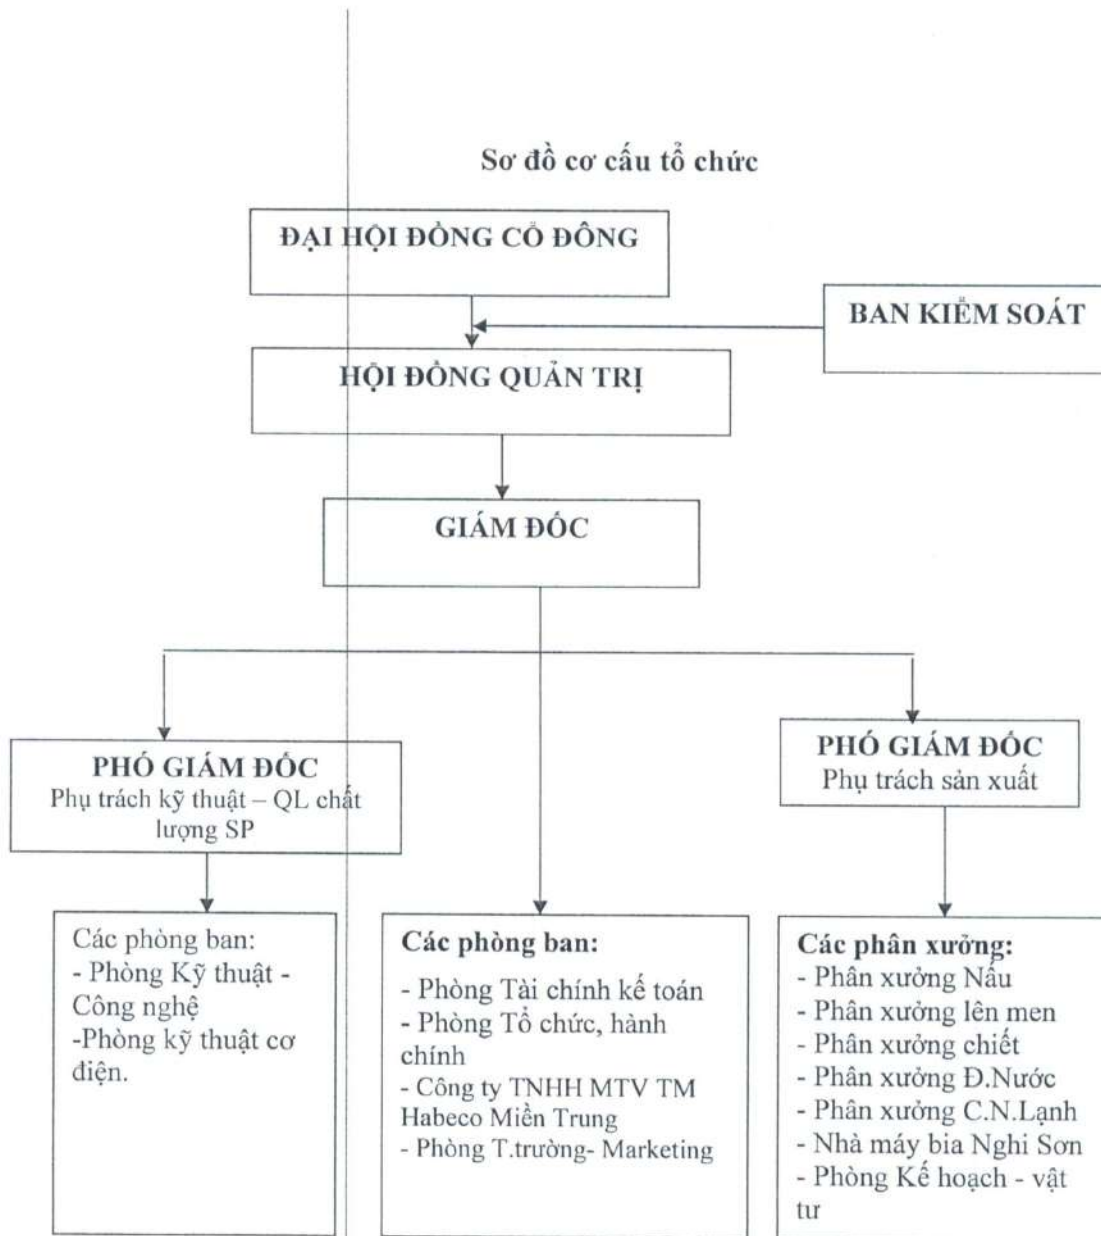 Sơ đồ cơ cấu tổ chức
ĐẠI HỘI ĐỒNG CỔ ĐÔNG
BAN KIỂM SOÁT
HỘI ĐỒNG QUẢN TRỊ
GIÁM ĐỐC
PHÓ GIÁM ĐỐC
Phụ trách kỹ thuật – QL chất
lượng SP
PHÓ GIÁM ĐỐC
Phụ trách sản xuất
Các phòng ban:
- Phòng Kỹ thuật -
Công nghệ
-Phòng kỹ thuật cơ
điện.
Các phòng ban:
- Phòng Tài chính kế toán
- Phòng Tổ chức, hành
chính
- Công ty TNHH MTV TM
Habeco Miền Trung
- Phòng T.trường- Marketing
Các phân xưởng:
- Phân xưởng Nấu
- Phân xưởng lên men
- Phân xưởng chiết
- Phân xưởng Đ.Nước
- Phân xưởng C.N.Lạnh
- Nhà máy bia Nghi Sơn
- Phòng Kế hoạch - vật
tư